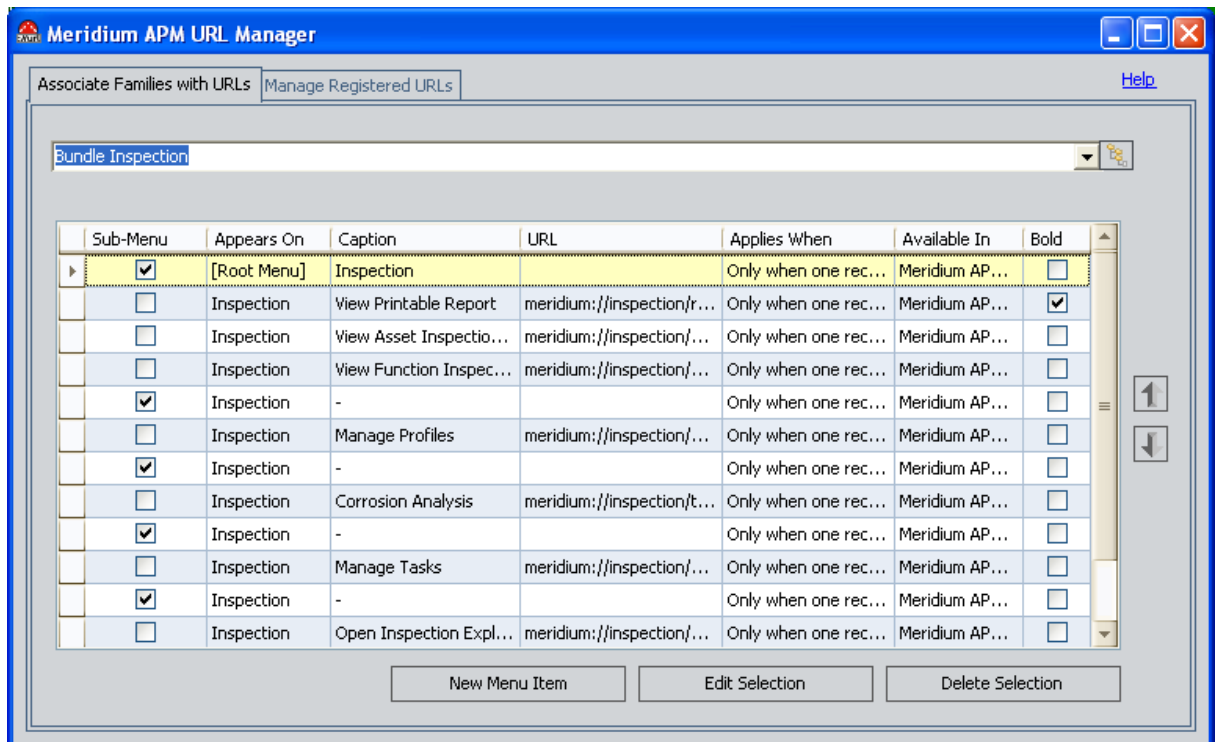 Meridium APM URL Manager
Associate Families with URLs Manage Registered URLs Help
Bundle Inspection
Sub-Menu Appears On Caption URL Applies When Available In Bold
[Root Menu] Inspection Only when one rec... Meridium AP...
Inspection View Printable Report meridium://inspection/r... Only when one rec... Meridium AP...
Inspection View Asset Inspectio... meridium://inspection/... Only when one rec... Meridium AP...
Inspection View Function Inspec... meridium://inspection/... Only when one rec... Meridium AP...
Inspection - Only when one rec... Meridium AP...
Inspection Manage Profiles meridium://inspection/... Only when one rec... Meridium AP...
Inspection - Only when one rec... Meridium AP...
Inspection Corrosion Analysis meridium://inspection/t... Only when one rec... Meridium AP...
Inspection - Only when one rec... Meridium AP...
Inspection Manage Tasks meridium://inspection/... Only when one rec... Meridium AP...
Inspection - Only when one rec... Meridium AP...
Inspection Open Inspection Expl... meridium://inspection/... Only when one rec... Meridium AP...
New Menu Item Edit Selection Delete Selection